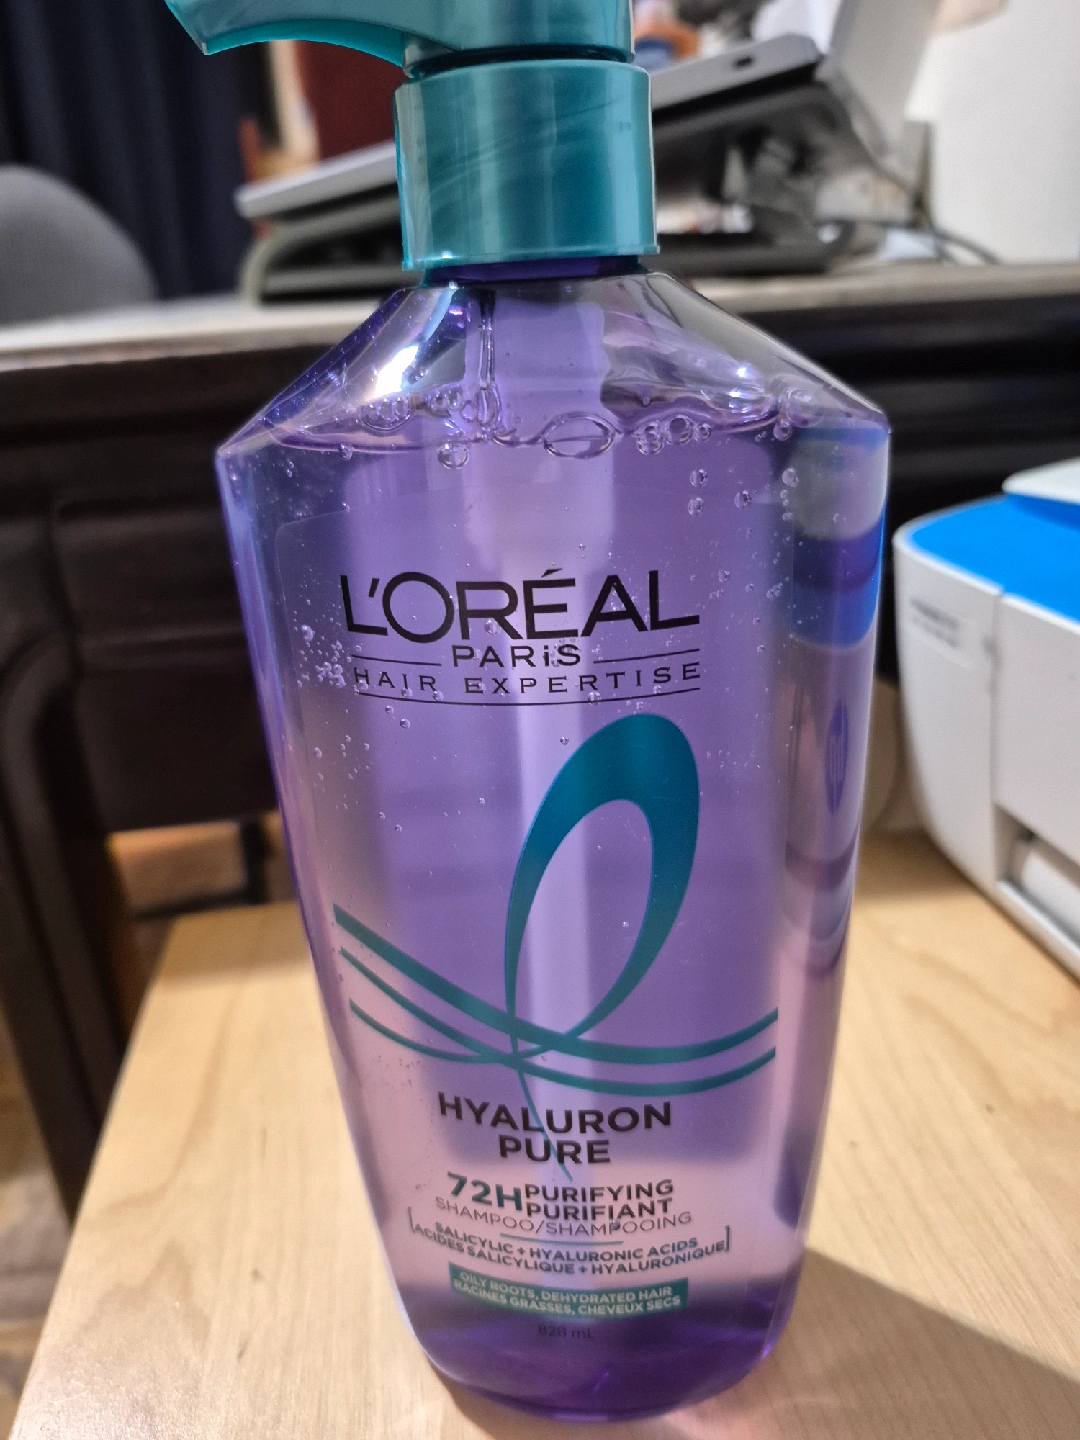 L'ORÉAL
PARiS
HAIR EXPERTISE
HYALURON
PURE
72H PURIFYING
PURIFIANT
SHAMPOO/SHAMPOOING
[SALICYLIC + HYALURONIC ACIDS
ACIDES SALICYLIQUE + HYALURONIQUE]
OILY ROOTS, DEHYDRATED HAIR
RACINES GRASSES, CHEVEUX SECS
828 mL